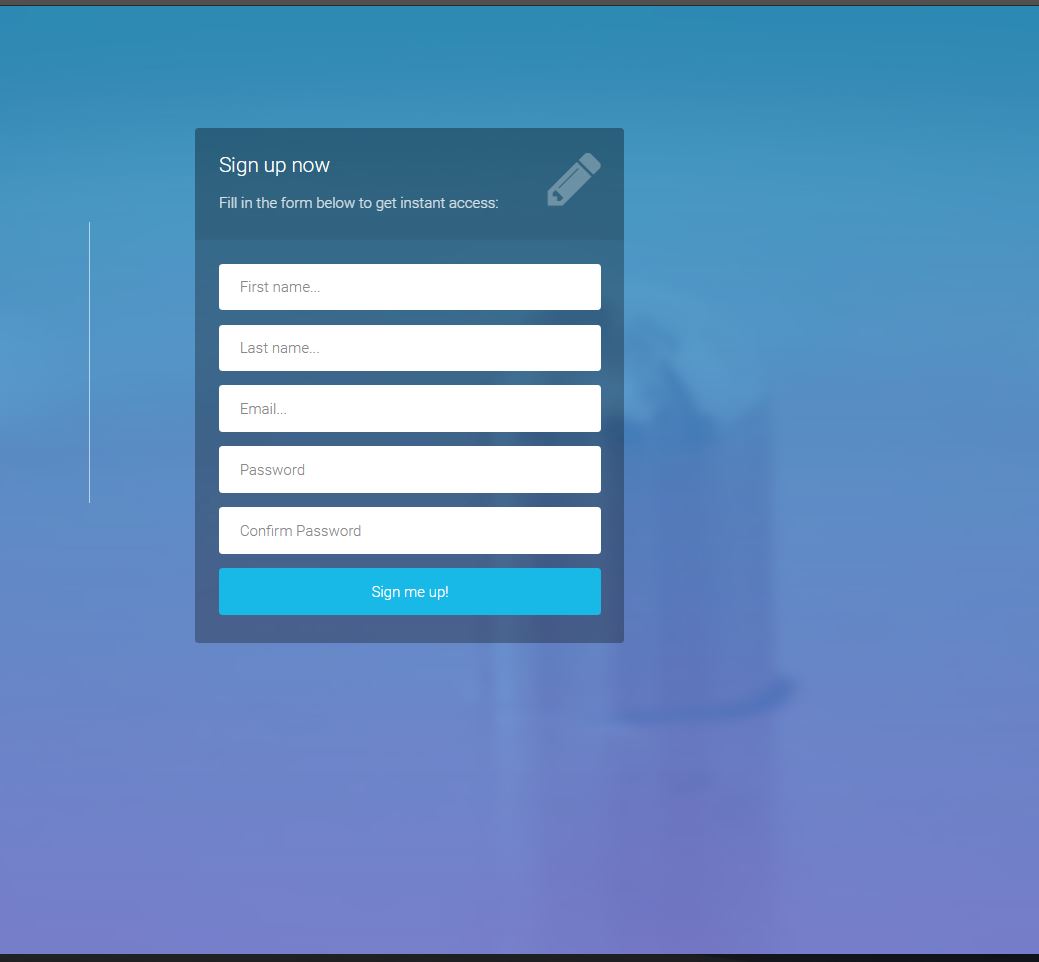 Sign up now
Fill in the form below to get instant access:
First name...
Last name...
Email...
Password
Confirm Password
Sign me up!